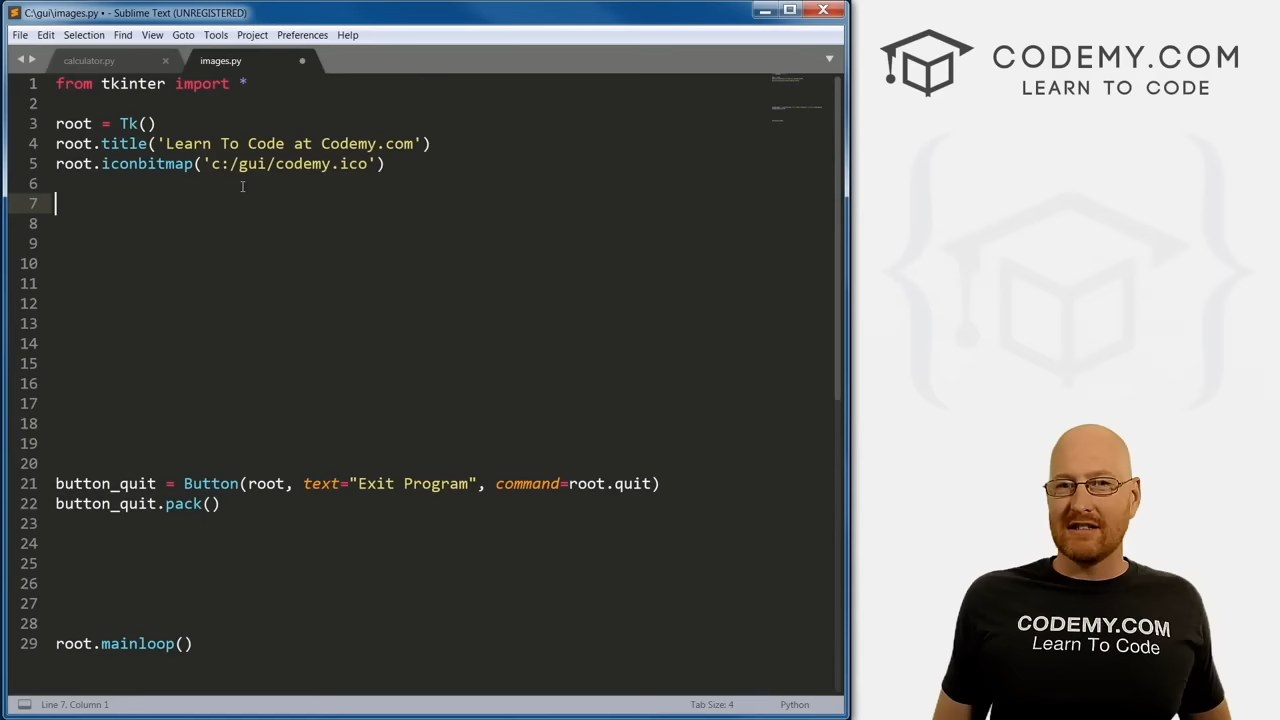 C:\gui\images.py • - Sublime Text (UNREGISTERED)
File Edit Selection Find View Goto Tools Project Preferences Help
calculator.py images.py
1 from tkinter import *
2
3 root = Tk()
4 root.title('Learn To Code at Codemy.com')
5 root.iconbitmap('c:/gui/codemy.ico')
6
7
8
9
10
11
12
13
14
15
16
17
18
19
20
21 button_quit = Button(root, text="Exit Program", command=root.quit)
22 button_quit.pack()
23
24
25
26
27
28
29 root.mainloop()
Line 7, Column 1 Tab Size: 4 Python
CODEMY.COM
LEARN TO CODE
CODEMY.COM
Learn To Code